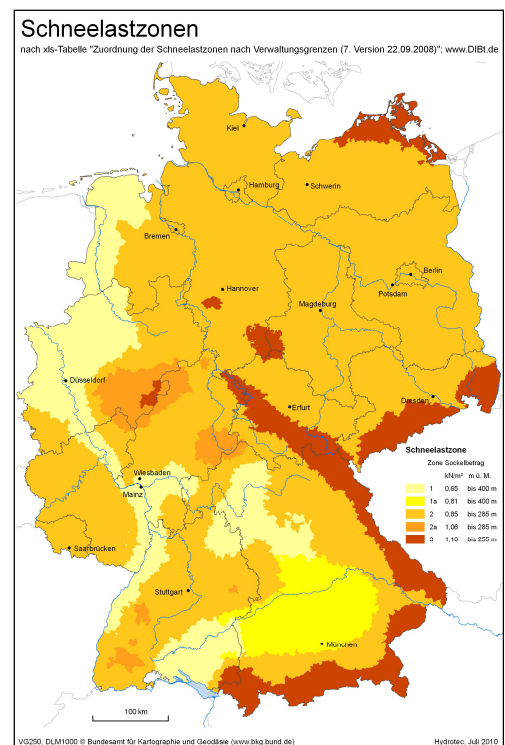 Schneelastzonen
nach xls-Tabelle "Zuordnung der Schneelastzonen nach Verwaltungsgrenzen (7. Version 22.09.2008)"; www.DIBt.de
Kiel
Hamburg
Schwerin
Bremen
Berlin
Hannover
Potsdam
Magdeburg
Düsseldorf
Dresden
Erfurt
Schneelastzone
Zone Sockelbetrag
kN/m² m ü. M.
1 0,65 bis 400 m
1a 0,81 bis 400 m
2 0,85 bis 285 m
2a 1,06 bis 285 m
3 1,10 bis 255 m
Wiesbaden
Mainz
Saarbrücken
Stuttgart
München
100 km
VG250, DLM1000 © Bundesamt für Kartographie und Geodäsie (www.bkg.bund.de)
Hydrotec, Juli 2010